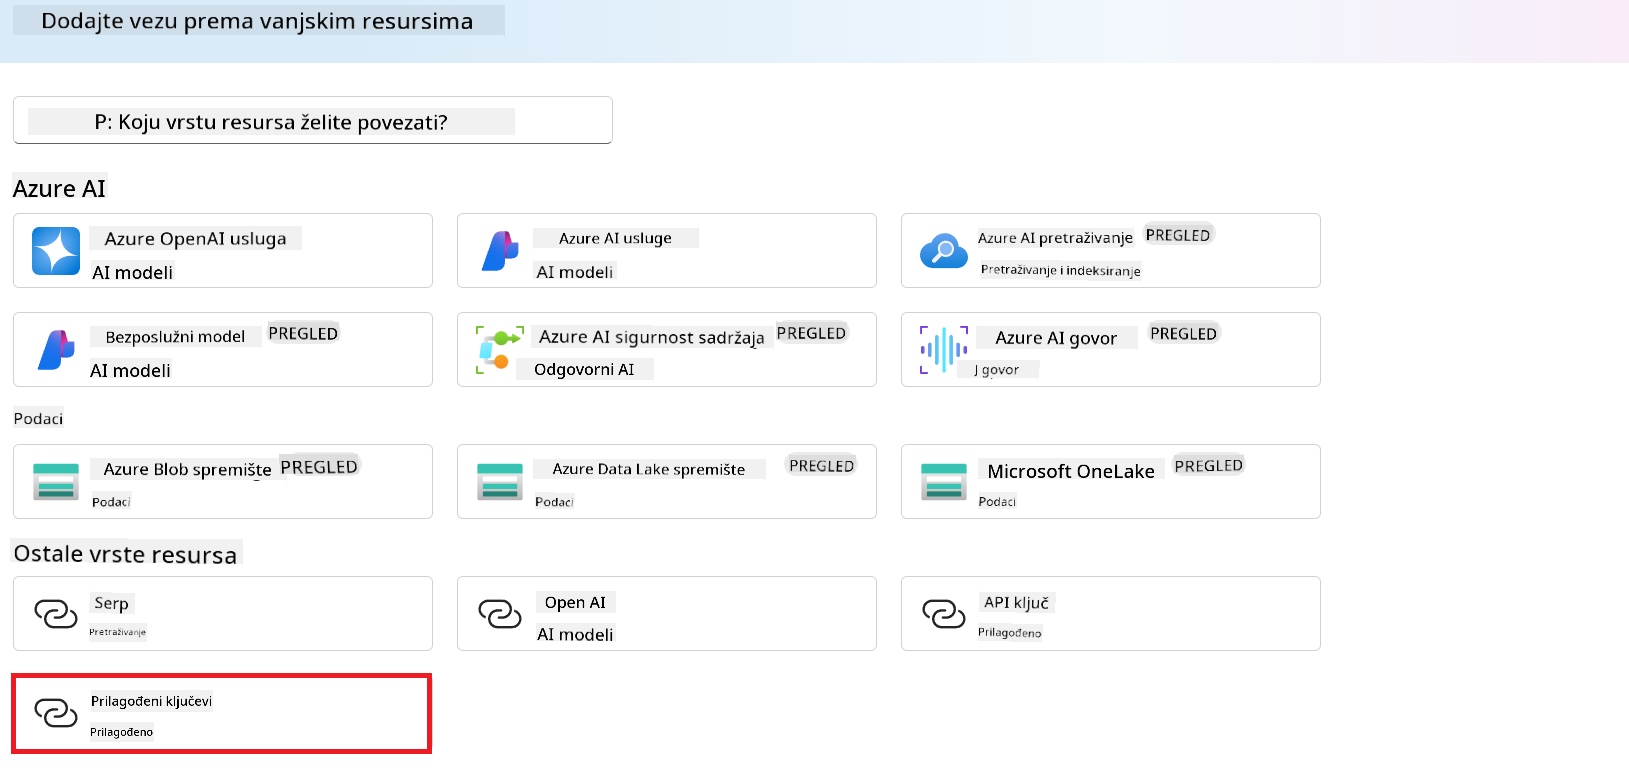 Dodajte vezu prema vanjskim resursima
P: Koju vrstu resursa želite povezati?
Azure AI
Azure OpenAI usluga
AI modeli
Azure AI usluge
AI modeli
Azure AI pretraživanje PREGLED
Pretraživanje i indeksiranje
Bezposlužni model PREGLED
AI modeli
Azure AI sigurnost sadržaja PREGLED
Odgovorni AI
Azure AI govor PREGLED
J govor
Podaci
Azure Blob spremište PREGLED
Podaci
Azure Data Lake spremište PREGLED
Podaci
Microsoft OneLake PREGLED
Podaci
Ostale vrste resursa
Serp
Pretraživanje
Open AI
AI modeli
API ključ
Prilagođeno
Prilagođeni ključevi
Prilagođeno